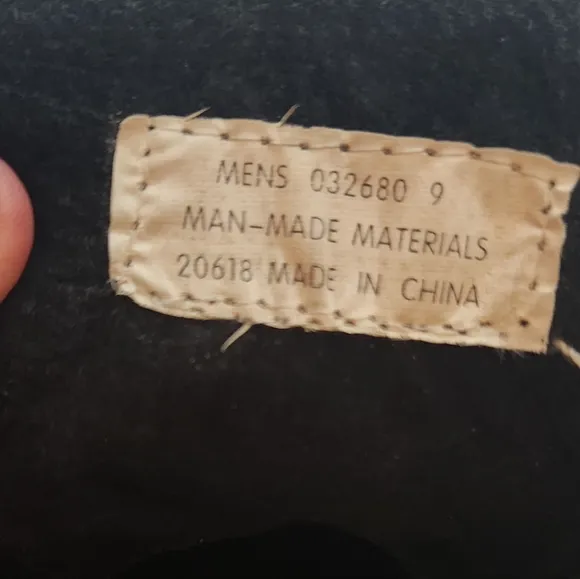 MENS 032680 9
MAN-MADE MATERIALS
20618 MADE IN CHINA